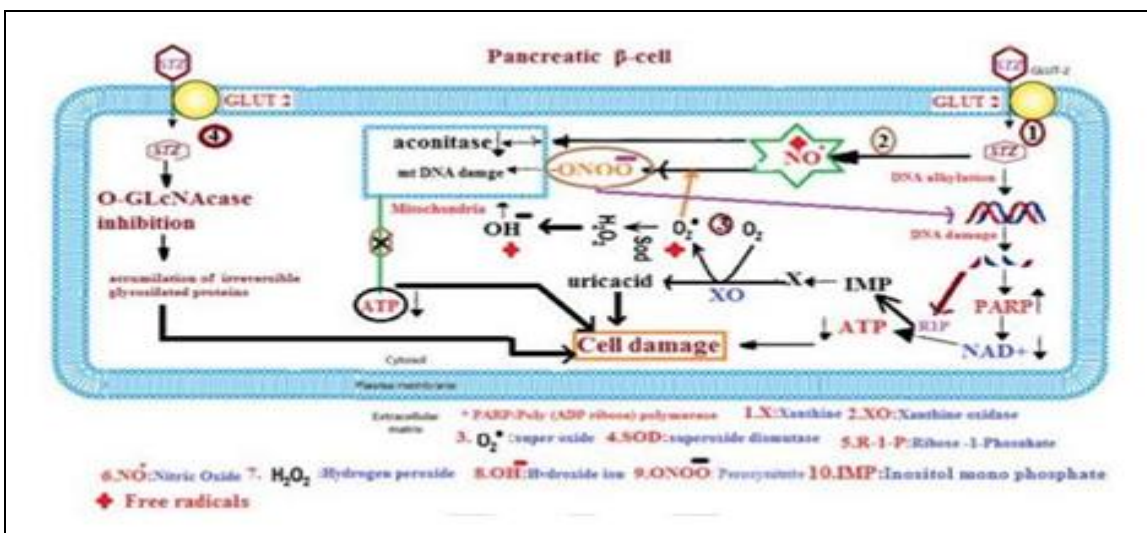 Pancreatic β-cell
STZ
GLUT 2
4
STZ
O-GLcNAcase
inhibition
accumilation of irreversible
glycosilated proteins
STZ
GLUT-2
GLUT 2
1
STZ
DNA alkylation
DNA damage
PARP↑
NAD+↓
R1P
2
NO•
aconitase↓
mt DNA damge
-ONOO
Mitochondria
OH
H₂O₂
Sod
O₂•
3
O₂
uricacid
XO
X
IMP
ATP↓
↓ATP
Cell damage
Cytosol
Plasma membrane
Extracellular
matrix
* PARP:Poly (ADP ribose) polymerase 1.X:Xanthine 2.XO:Xanthine oxidase
3. O₂• :super oxide 4.SOD:superoxide dismutase 5.R-1-P:Ribose -1-Phosphate
6.NO:Nitric Oxide 7. H₂O₂ :Hydrogen peroxide 8.OH:Hydroxide ion 9.ONOO: Peroxynitrite 10.IMP:Inositol mono phosphate
Free radicals